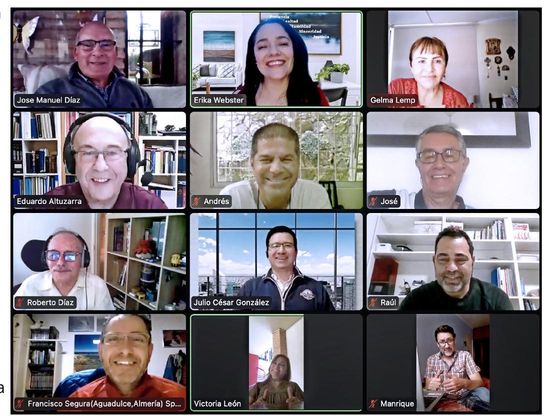 Jose Manuel Díaz
Erika Webster
Gelma Lemp
Eduardo Altuzarra
Andrés
José
Roberto Díaz
Julio César González
Raúl
Francisco Segura(Aguadulce,Almería) Sp...
Victoria León
Manrique
a